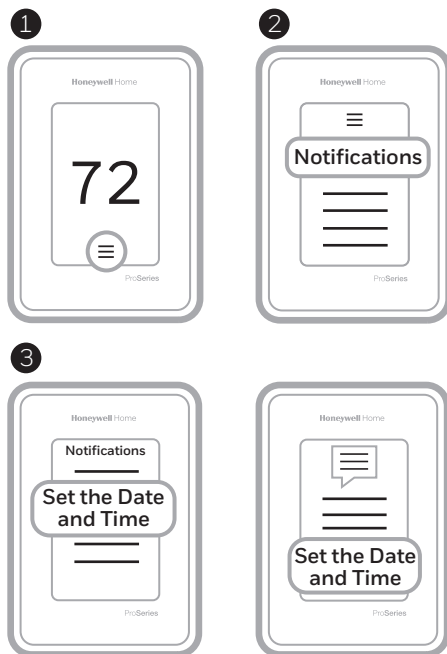 1
Honeywell Home
72
ProSeries
2
Honeywell Home
Notifications
ProSeries
3
Honeywell Home
Notifications
Set the Date
and Time
ProSeries
Honeywell Home
Set the Date
and Time
ProSeries